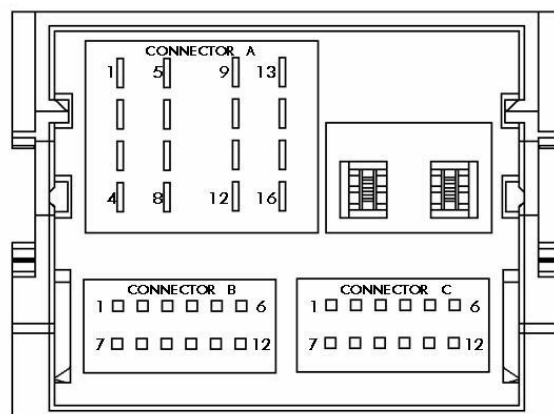 CONNECTOR A
1 5 9 13
4 8 12 16
CONNECTOR B
1 6
7 12
CONNECTOR C
1 6
7 12